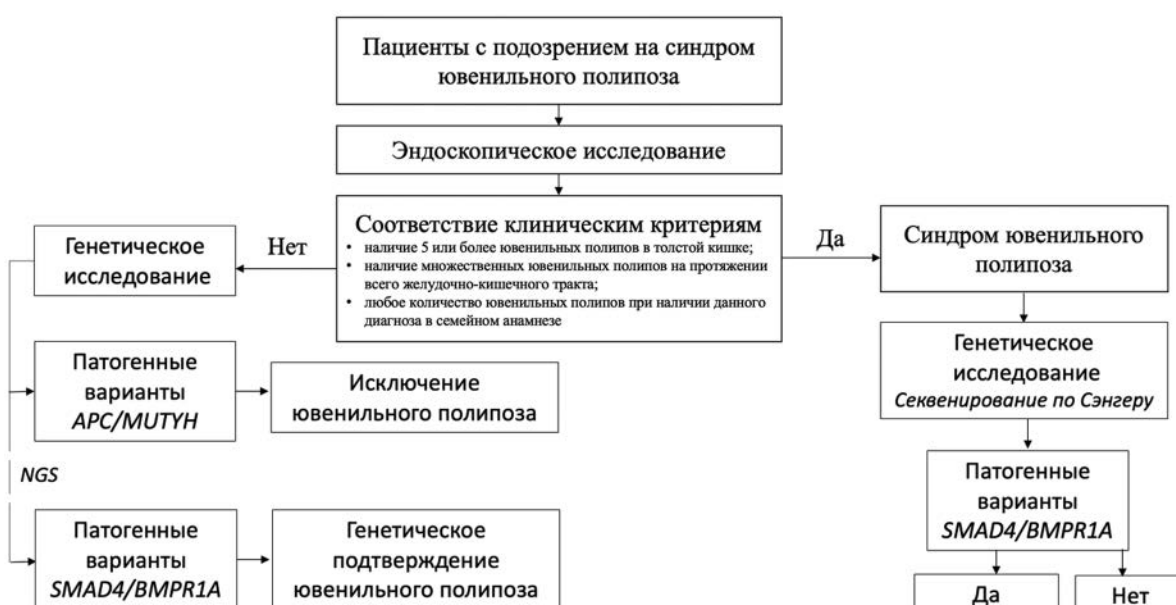 Пациенты с подозрением на синдром
ювенильного полипоза
Эндоскопическое исследование
Соответствие клиническим критериям
• наличие 5 или более ювенильных полипов в толстой кишке;
• наличие множественных ювенильных полипов на протяжении
всего желудочно-кишечного тракта;
• любое количество ювенильных полипов при наличии данного
диагноза в семейном анамнезе
Нет
Да
Генетическое
исследование
Синдром ювенильного
полипоза
Патогенные
варианты
APC/MUTYH
Исключение
ювенильного полипоза
Генетическое
исследование
Секвенирование по Сэнгеру
NGS
Патогенные
варианты
SMAD4/BMPR1A
Генетическое
подтверждение
ювенильного полипоза
Патогенные
варианты
SMAD4/BMPR1A
Да
Нет